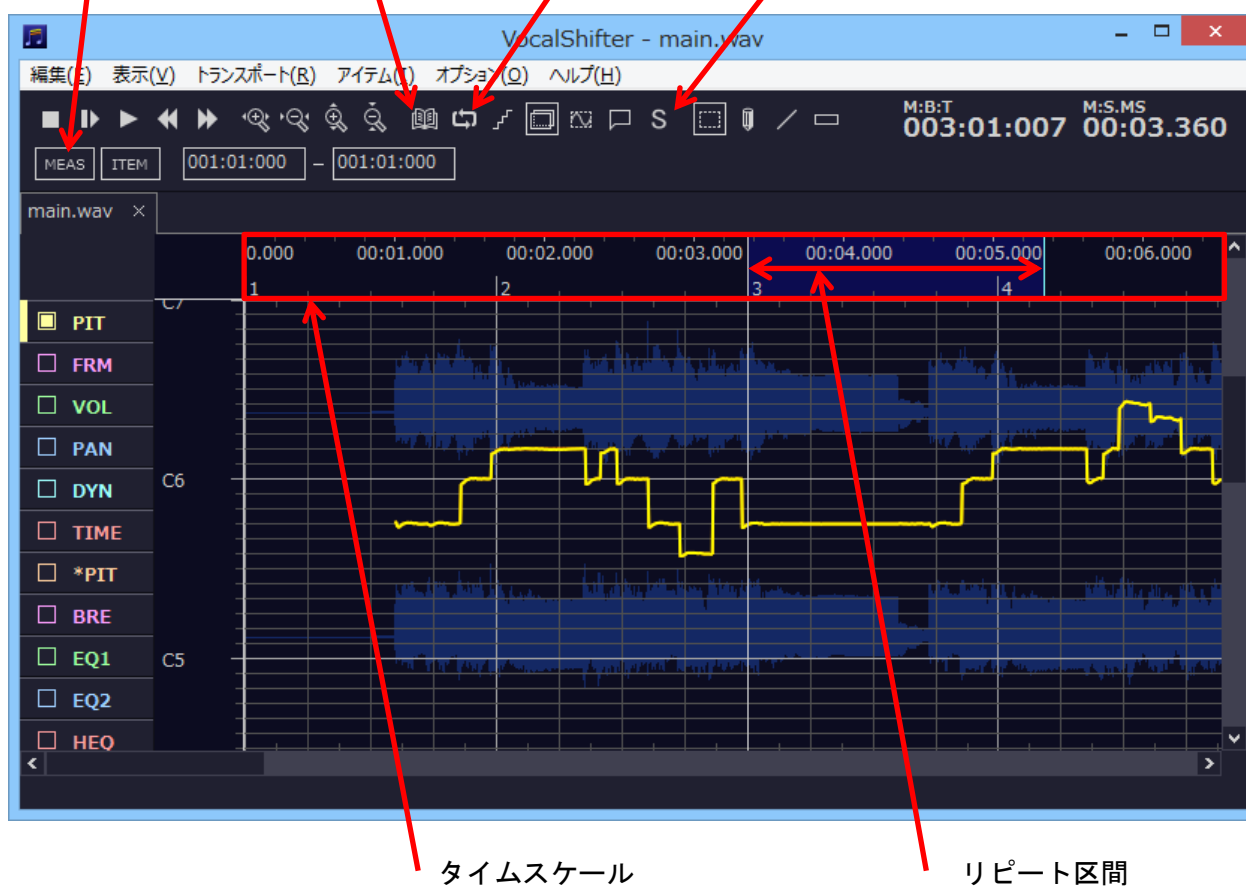 VocalShifter - main.wav
編集(E) 表示(V) トランスポート(R) アイテム(I) オプション(O) ヘルプ(H)
S
M:B:T
003:01:007
M:S.MS
00:03.360
MEAS ITEM 001:01:000 – 001:01:000
main.wav ×
0.000 00:01.000 00:02.000 00:03.000 00:04.000 00:05.000 00:06.000
1 2 3 4
C7
PIT
FRM
VOL
PAN
C6
DYN
TIME
*PIT
BRE
EQ1
C5
EQ2
HEQ
タイムスケール
リピート区間